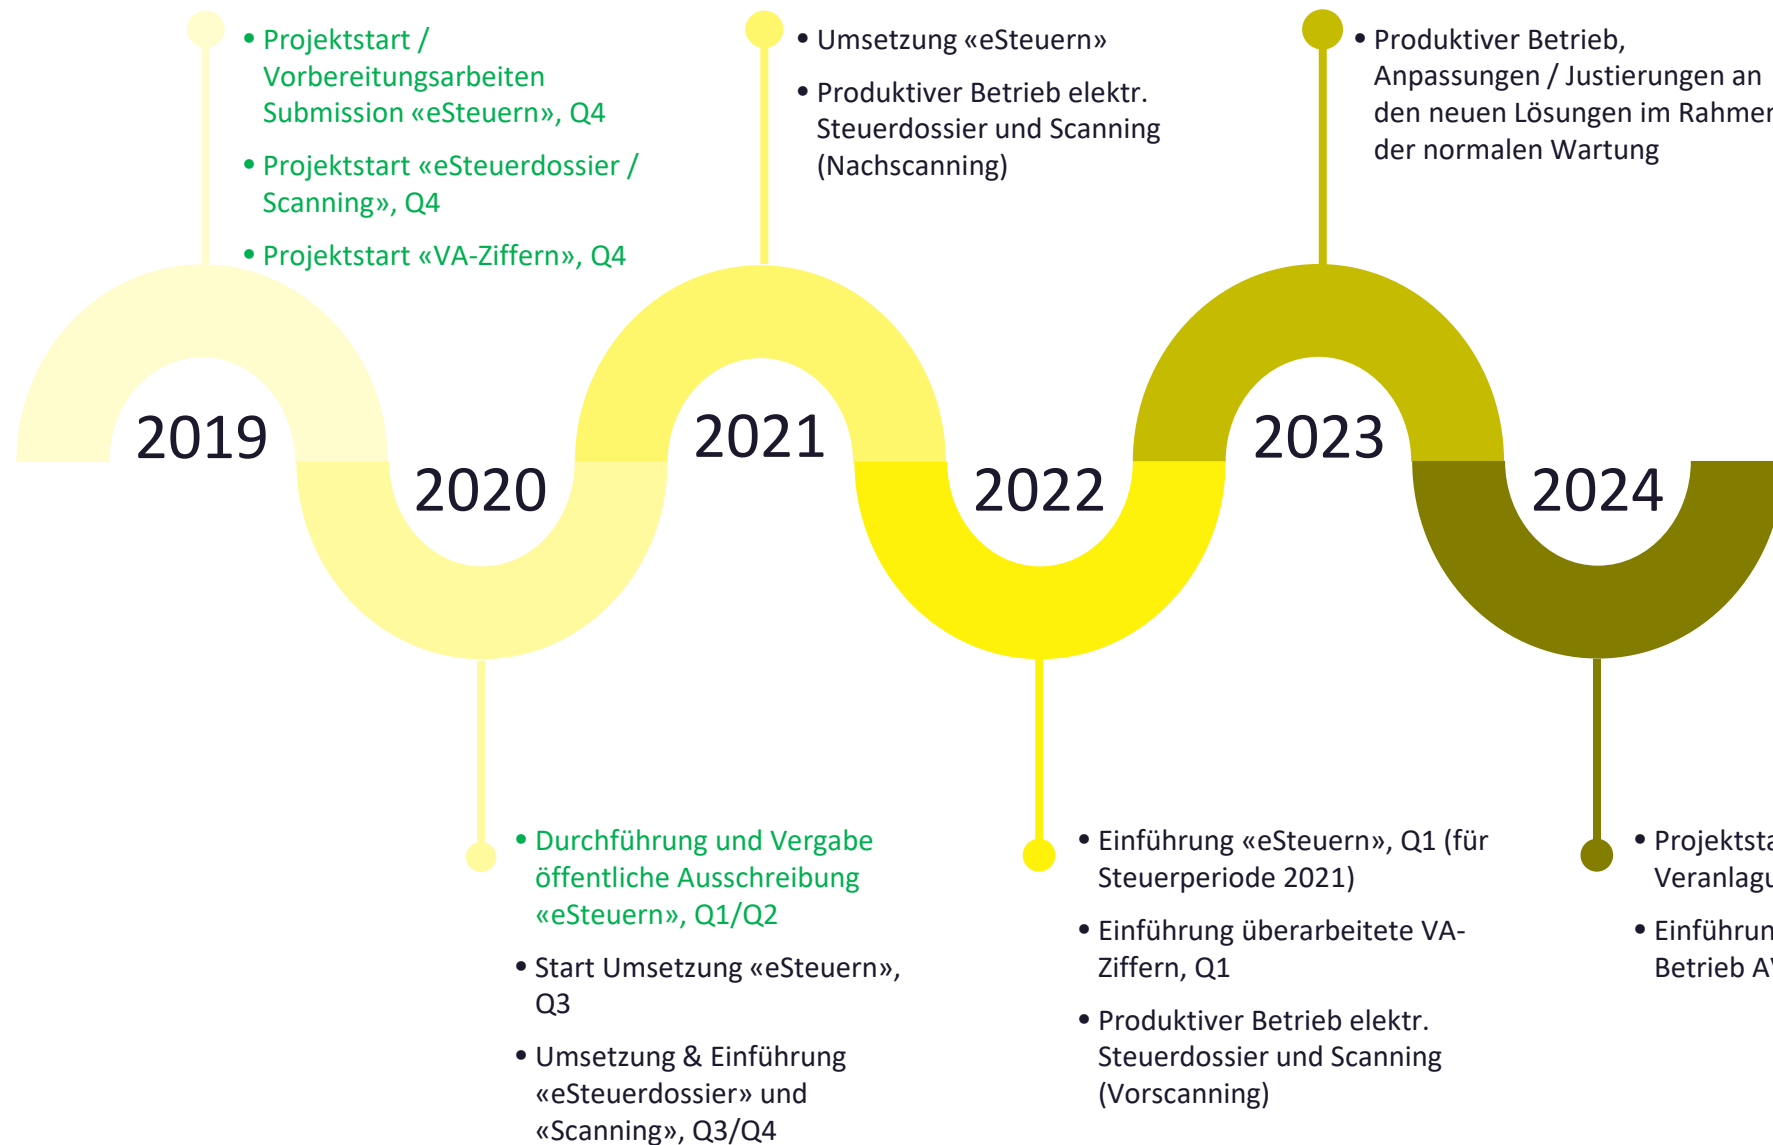 • Projektstart /
Vorbereitungsarbeiten
Submission «eSteuern», Q4
• Projektstart «eSteuerdossier /
Scanning», Q4
• Projektstart «VA-Ziffern», Q4
• Umsetzung «eSteuern»
• Produktiver Betrieb elektr.
Steuerdossier und Scanning
(Nachscanning)
• Produktiver Betrieb,
Anpassungen / Justierungen an
den neuen Lösungen im Rahmen
der normalen Wartung
2019
2020
2021
2022
2023
2024
• Durchführung und Vergabe
öffentliche Ausschreibung
«eSteuern», Q1/Q2
• Start Umsetzung «eSteuern»,
Q3
• Umsetzung & Einführung
«eSteuerdossier» und
«Scanning», Q3/Q4
• Einführung «eSteuern», Q1 (für
Steuerperiode 2021)
• Einführung überarbeitete VA-
Ziffern, Q1
• Produktiver Betrieb elektr.
Steuerdossier und Scanning
(Vorscanning)
•
•
Betrieb